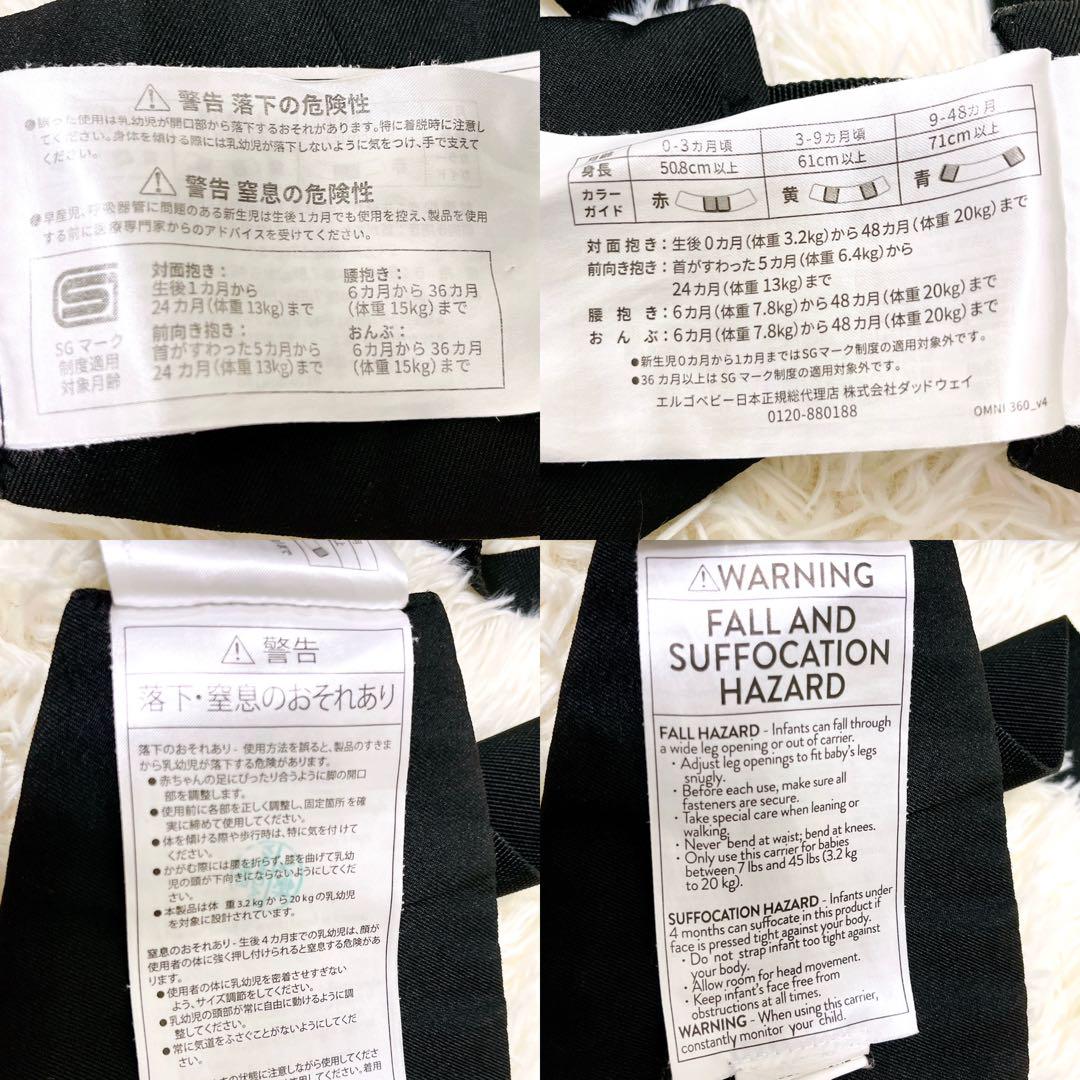 ⚠警告 落下の危険性
●誤った使用は乳幼児が開口部から落下するおそれがあります。特に着脱時に注意し
てください。身体を傾ける際には乳幼児が落下しないように気をつけ、手で支えて
ください。
⚠警告 窒息の危険性
●早産児、呼吸器管に問題のある新生児は生後1カ月でも使用を控え、製品を使用
する前に医療専門家からのアドバイスを受けてください。
SGマーク
制度適用
対象月齢
対面抱き：
生後1カ月から
24カ月(体重13kg)まで
前向き抱き：
首がすわった5カ月から
24カ月(体重13kg)まで
腰抱き：
6カ月から36カ月
(体重15kg)まで
おんぶ：
6カ月から36カ月
(体重15kg)まで
0-3カ月頃 3-9カ月頃 9-48カ月
身長 50.8cm以上 61cm以上 71cm以上
カラー
ガイド
赤 黄 青
対面抱き：生後0カ月(体重3.2kg)から48カ月(体重20kg)まで
前向き抱き：首がすわった5カ月(体重6.4kg)から
24カ月(体重13kg)まで
腰抱き：6カ月(体重7.8kg)から48カ月(体重20kg)まで
おんぶ：6カ月(体重7.8kg)から48カ月(体重20kg)まで
●新生児0カ月から1カ月まではSGマーク制度の適用対象外です。
●36カ月以上はSGマーク制度の適用対象外です。
エルゴベビー日本正規総代理店 株式会社ダッドウェイ
0120-880188
OMNI 360_v4
⚠警告
落下・窒息のおそれあり
落下のおそれあり - 使用方法を誤ると、製品のすきま
から乳幼児が落下する危険があります。
●赤ちゃんの足にぴったり合うように脚の開口
部を調整します。
●使用前に各部を正しく調整し、固定箇所を確
実に締めて使用してください。
●体を傾ける際や歩行時は、特に気を付けて
ください。
●かがむ際には腰を折らず、膝を曲げて乳幼
児の頭が下向きにならないようにしてくだ
さい。
●本製品は体 重3.2kgから20kgの乳幼児
を対象に設計されています。
窒息のおそれあり - 生後4カ月までの乳幼児は、顔が
使用者の体に強く押し付けられると窒息する危険があ
ります。
●使用者の体に乳幼児を密着させすぎない
よう、サイズ調節をしてください。
●乳幼児の頭部が常に自由に動けるように調
整してください。
●常に気道をふさぐことがないようにしてくだ
さい。
の状態に注意しながら使用してくださ
⚠WARNING
FALL AND
SUFFOCATION
HAZARD
FALL HAZARD - Infants can fall through
a wide leg opening or out of carrier.
• Adjust leg openings to fit baby's legs
snugly.
• Before each use, make sure all
fasteners are secure.
• Take special care when leaning or
walking.
• Never bend at waist; bend at knees.
• Only use this carrier for babies
between 7 lbs and 45 lbs (3.2 kg
to 20 kg).
SUFFOCATION HAZARD - Infants under
4 months can suffocate in this product if
face is pressed tight against your body.
• Do not strap infant too tight against
your body.
• Allow room for head movement.
• Keep infant's face free from
obstructions at all times.
WARNING - When using this carrier,
constantly monitor your child.